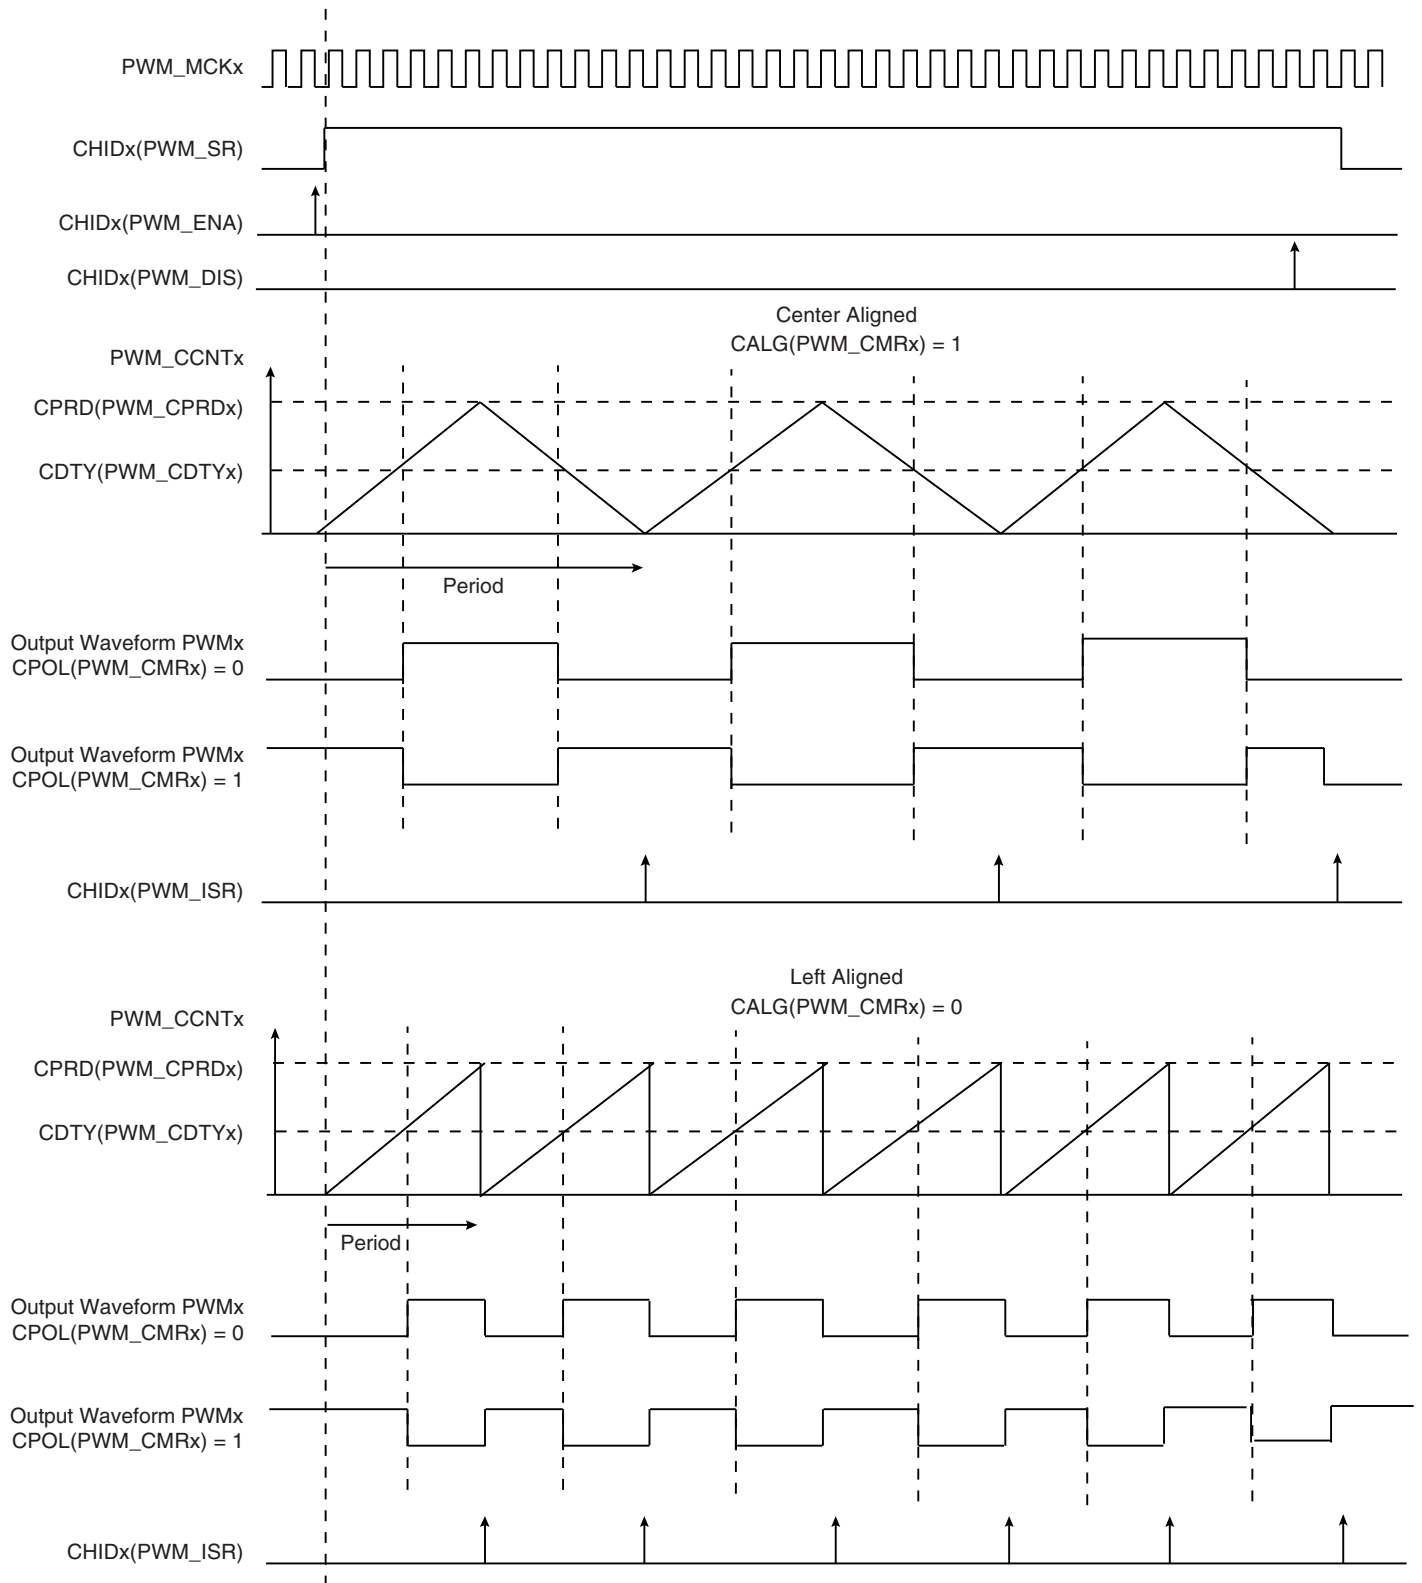 PWM_MCKx
CHIDx(PWM_SR)
CHIDx(PWM_ENA)
CHIDx(PWM_DIS)
Center Aligned
CALG(PWM_CMRx) = 1
PWM_CCNTx
CPRD(PWM_CPRDx)
CDTY(PWM_CDTYx)
Period
Output Waveform PWMx
CPOL(PWM_CMRx) = 0
Output Waveform PWMx
CPOL(PWM_CMRx) = 1
CHIDx(PWM_ISR)
Left Aligned
CALG(PWM_CMRx) = 0
PWM_CCNTx
CPRD(PWM_CPRDx)
CDTY(PWM_CDTYx)
Period
Output Waveform PWMx
CPOL(PWM_CMRx) = 0
Output Waveform PWMx
CPOL(PWM_CMRx) = 1
CHIDx(PWM_ISR)